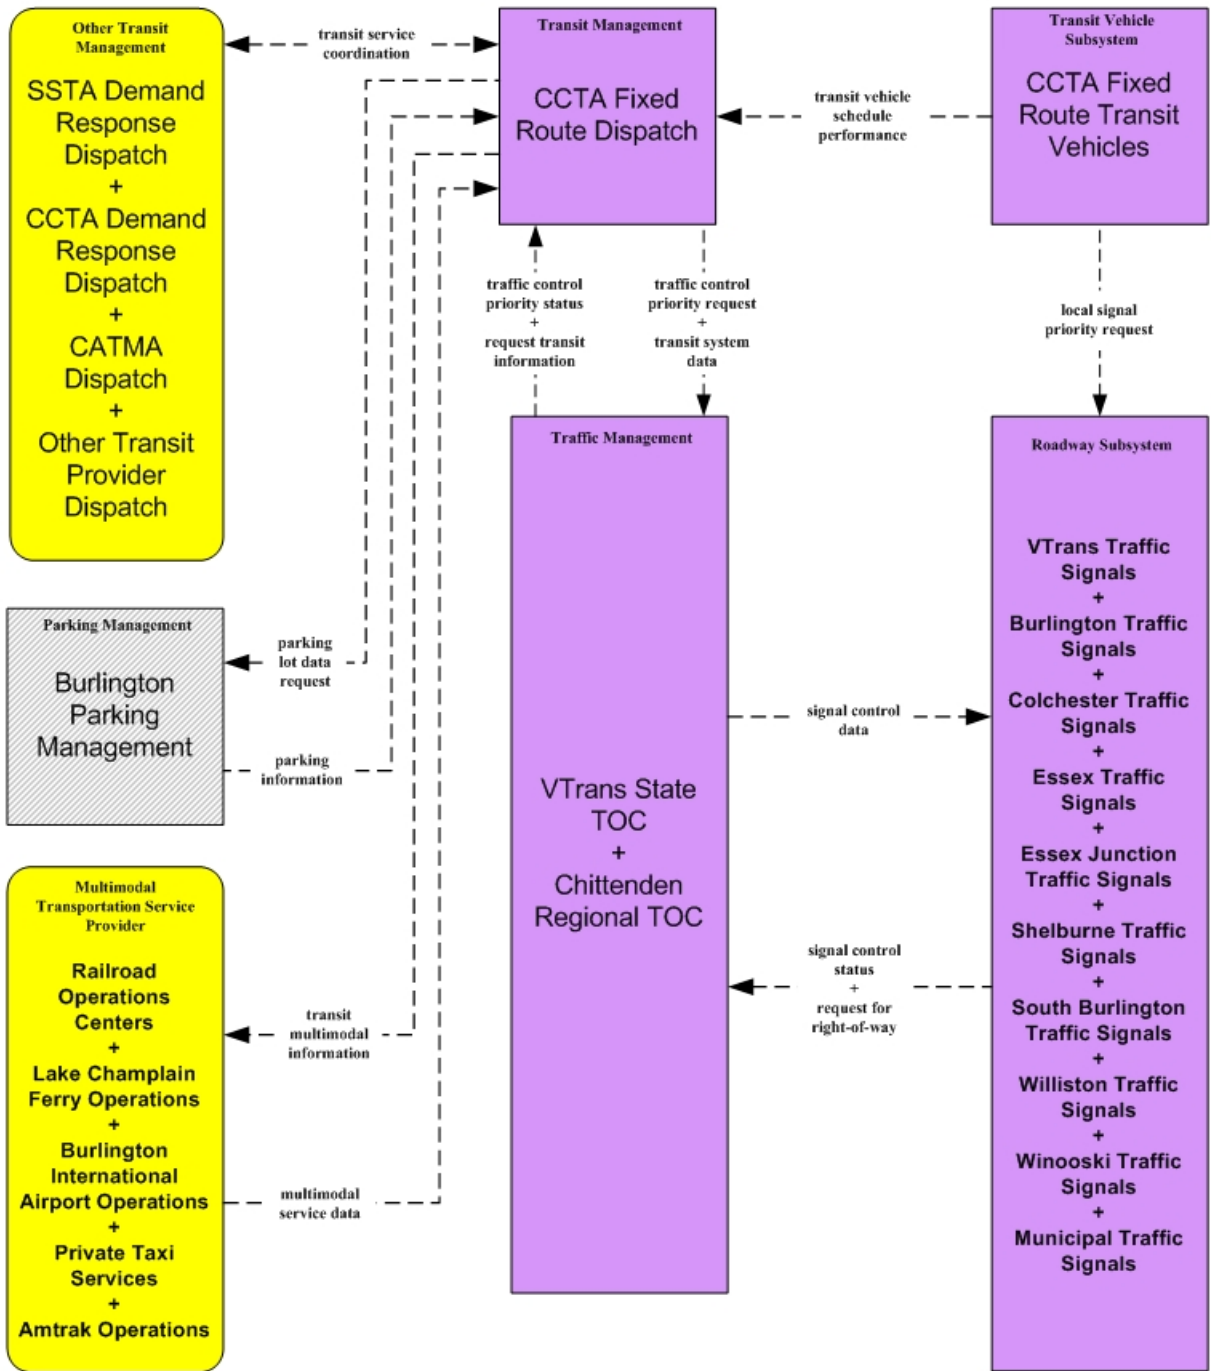 Other Transit
Management
SSTA Demand
Response
Dispatch
+
CCTA Demand
Response
Dispatch
+
CATMA
Dispatch
+
Other Transit
Provider
Dispatch
transit service
coordination
Transit Management
CCTA Fixed
Route Dispatch
transit vehicle
schedule
performance
Transit Vehicle
Subsystem
CCTA Fixed
Route Transit
Vehicles
traffic control
priority status
+
request transit
information
traffic control
priority request
+
transit system
data
local signal
priority request
Parking Management
Burlington
Parking
Management
parking
lot data
request
parking
information
Traffic Management
VTrans State
TOC
+
Chittenden
Regional TOC
signal control
data
signal control
status
+
request for
right-of-way
Roadway Subsystem
VTrans Traffic
Signals
+
Burlington Traffic
Signals
+
Colchester Traffic
Signals
+
Essex Traffic
Signals
+
Essex Junction
Traffic Signals
+
Shelburne Traffic
Signals
+
South Burlington
Traffic Signals
+
Williston Traffic
Signals
+
Winooski Traffic
Signals
+
Municipal Traffic
Signals
Multimodal
Transportation Service
Provider
Railroad
Operations
Centers
+
Lake Champlain
Ferry Operations
+
Burlington
International
Airport Operations
+
Private Taxi
Services
+
Amtrak Operations
transit
multimodal
information
multimodal
service data